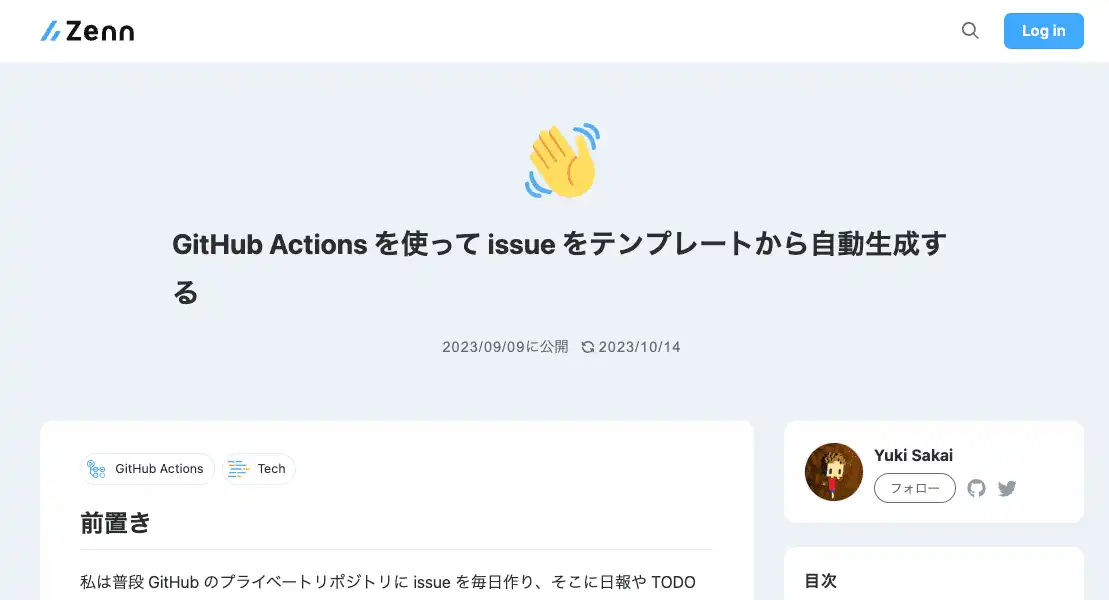 Zenn
Log in
GitHub Actions を使って issue をテンプレートから自動生成す
る
2023/09/09に公開 2023/10/14
GitHub Actions Tech
前置き
私は普段 GitHub のプライベートリポジトリに issue を毎日作り、そこに日報や TODO
Yuki Sakai
フォロー
目次